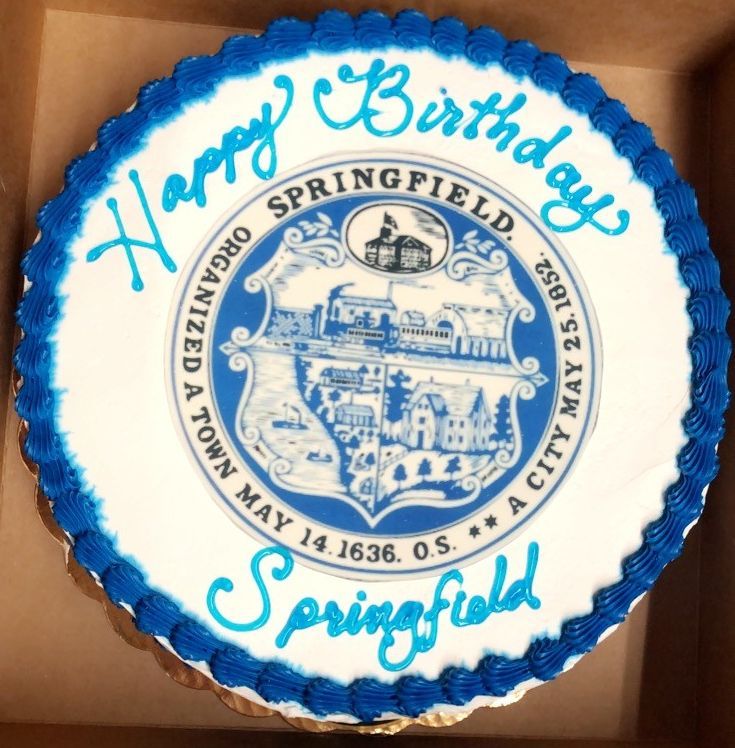 Happy Birthday
SPRINGFIELD.
ORGANIZED A TOWN MAY 14.1636. O.S. ** A CITY MAY 25.1852.
Springfield